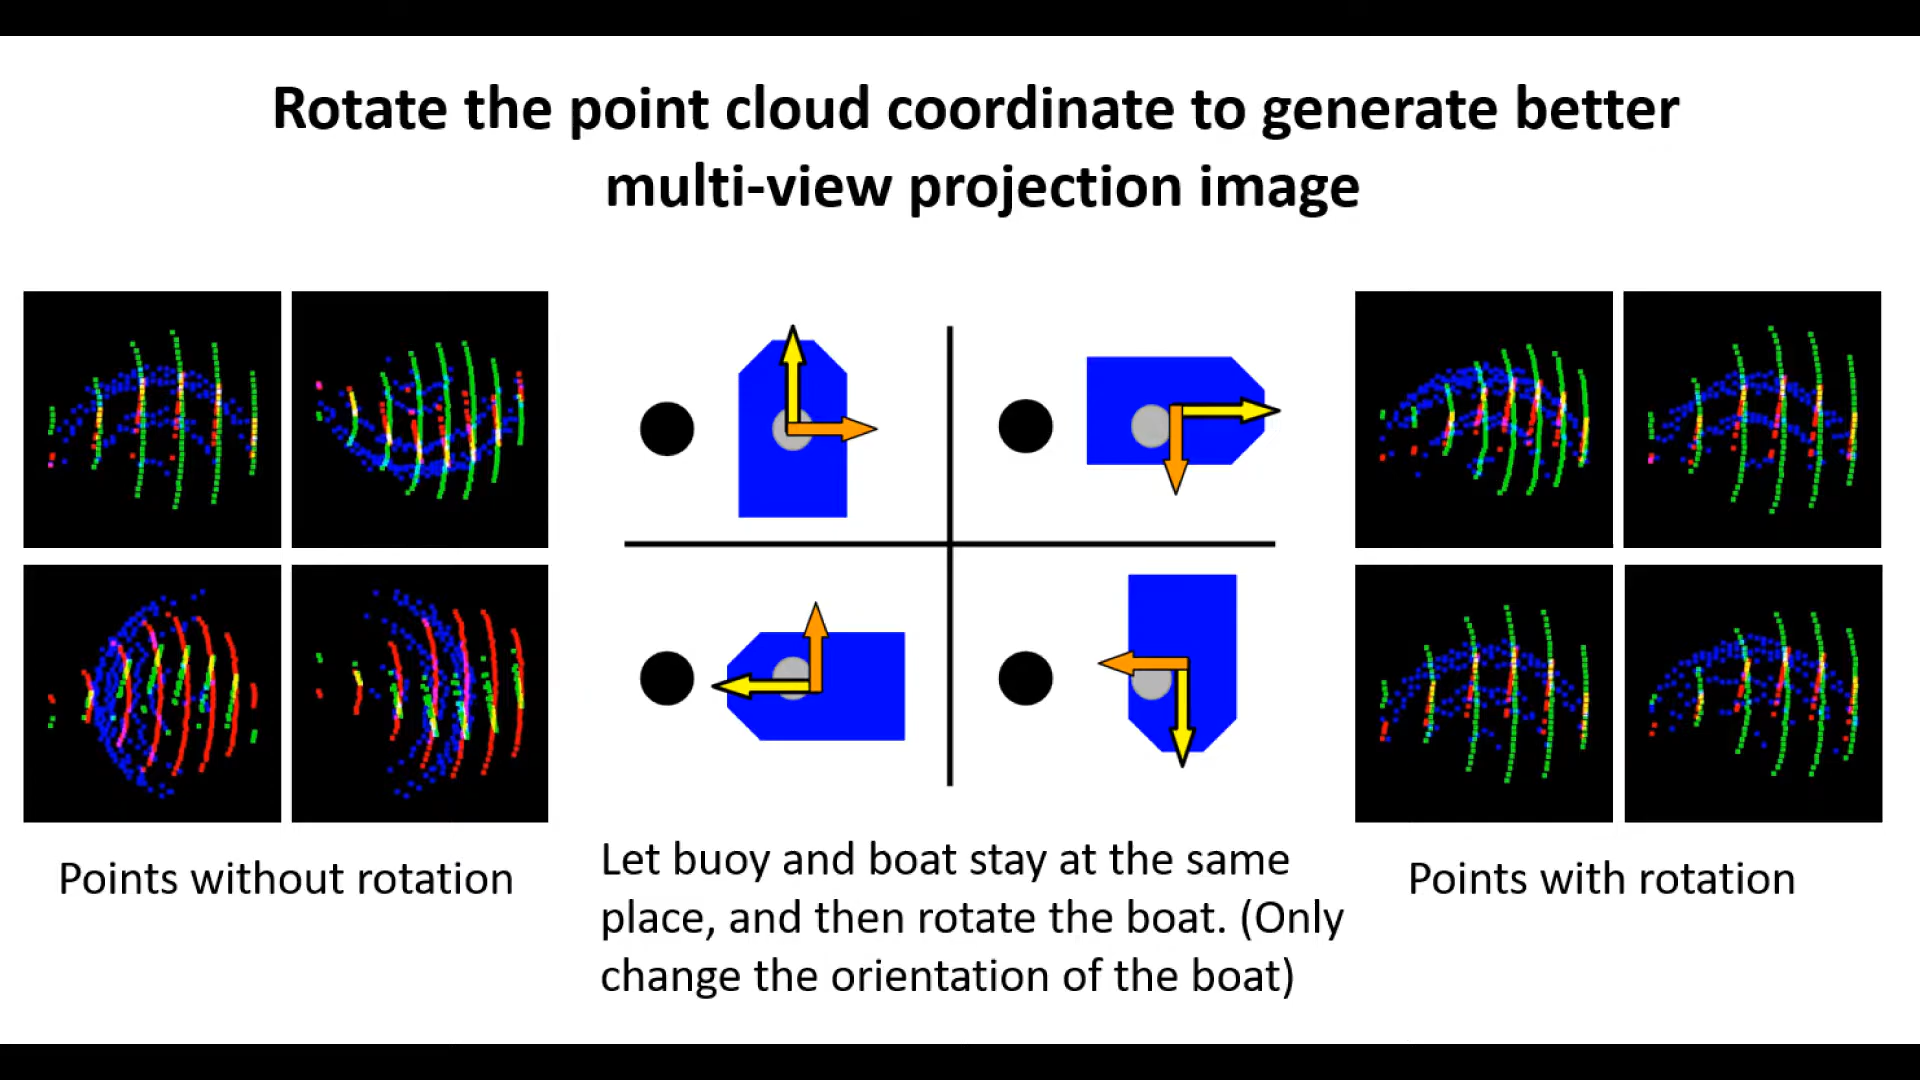 Rotate the point cloud coordinate to generate better
multi-view projection image
Points without rotation
Let buoy and boat stay at the same
place, and then rotate the boat. (Only
change the orientation of the boat)
Points with rotation